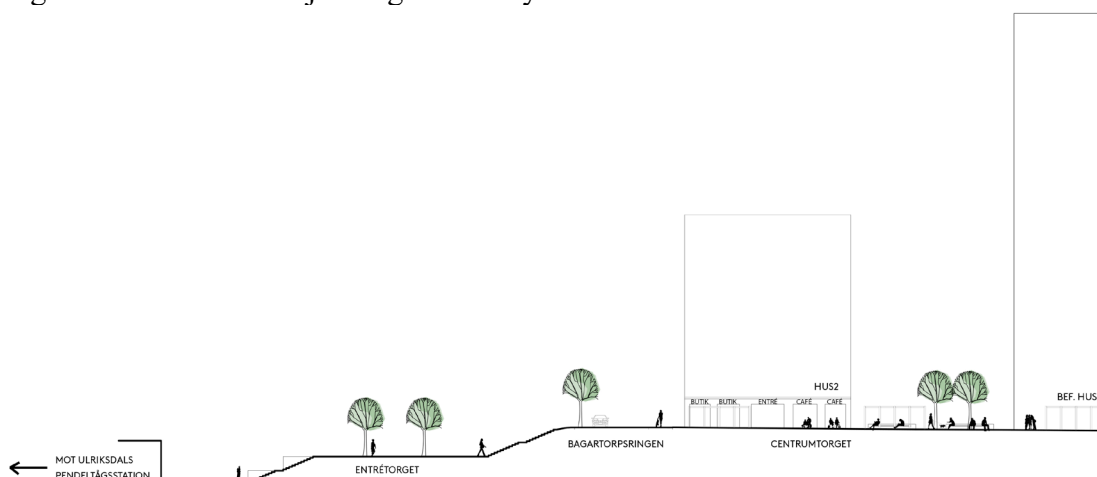 HUS2
BUTIK
BUTIK
ENTRÉ
CAFÉ
CAFÉ
BEF. HUS
BAGARTORPSRINGEN
CENTRUMTORGET
MOT ULRIKSDALS
PENDELTÅGSSTATION
ENTRÉTORGET